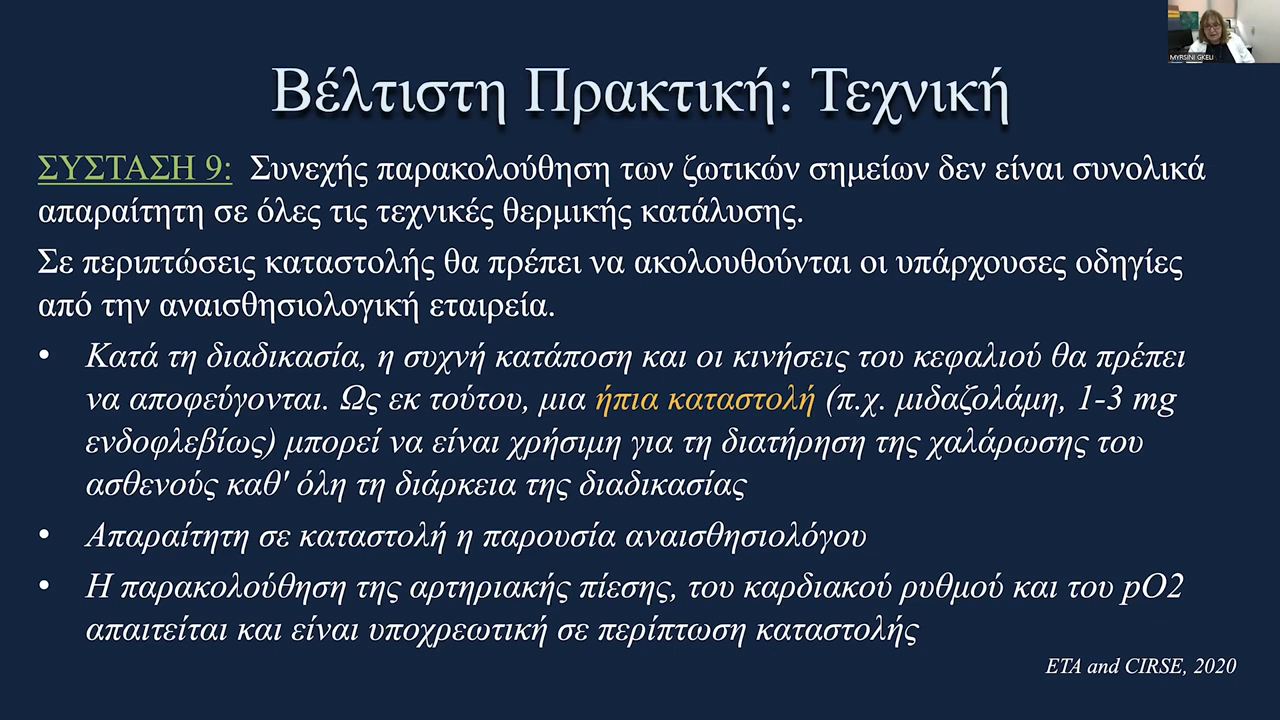 MYRSINI GKELI
Βέλτιστη Πρακτική: Τεχνική
ΣΥΣΤΑΣΗ 9: Συνεχής παρακολούθηση των ζωτικών σημείων δεν είναι συνολικά
απαραίτητη σε όλες τις τεχνικές θερμικής κατάλυσης.
Σε περιπτώσεις καταστολής θα πρέπει να ακολουθούνται οι υπάρχουσες οδηγίες
από την αναισθησιολογική εταιρεία.
• Κατά τη διαδικασία, η συχνή κατάποση και οι κινήσεις του κεφαλιού θα πρέπει
να αποφεύγονται. Ως εκ τούτου, μια ήπια καταστολή (π.χ. μιδαζολάμη, 1-3 mg
ενδοφλεβίως) μπορεί να είναι χρήσιμη για τη διατήρηση της χαλάρωσης του
ασθενούς καθ' όλη τη διάρκεια της διαδικασίας
• Απαραίτητη σε καταστολή η παρουσία αναισθησιολόγου
• Η παρακολούθηση της αρτηριακής πίεσης, του καρδιακού ρυθμού και του pO2
απαιτείται και είναι υποχρεωτική σε περίπτωση καταστολής
ETA and CIRSE, 2020